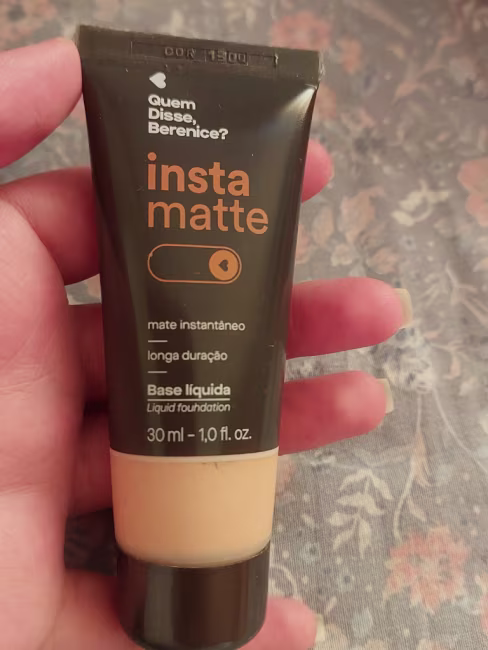 Quem
Disse,
Berenice?
insta
matte
mate instantâneo
longa duração
Base líquida
Liquid foundation
30 ml – 1,0 fl. oz.